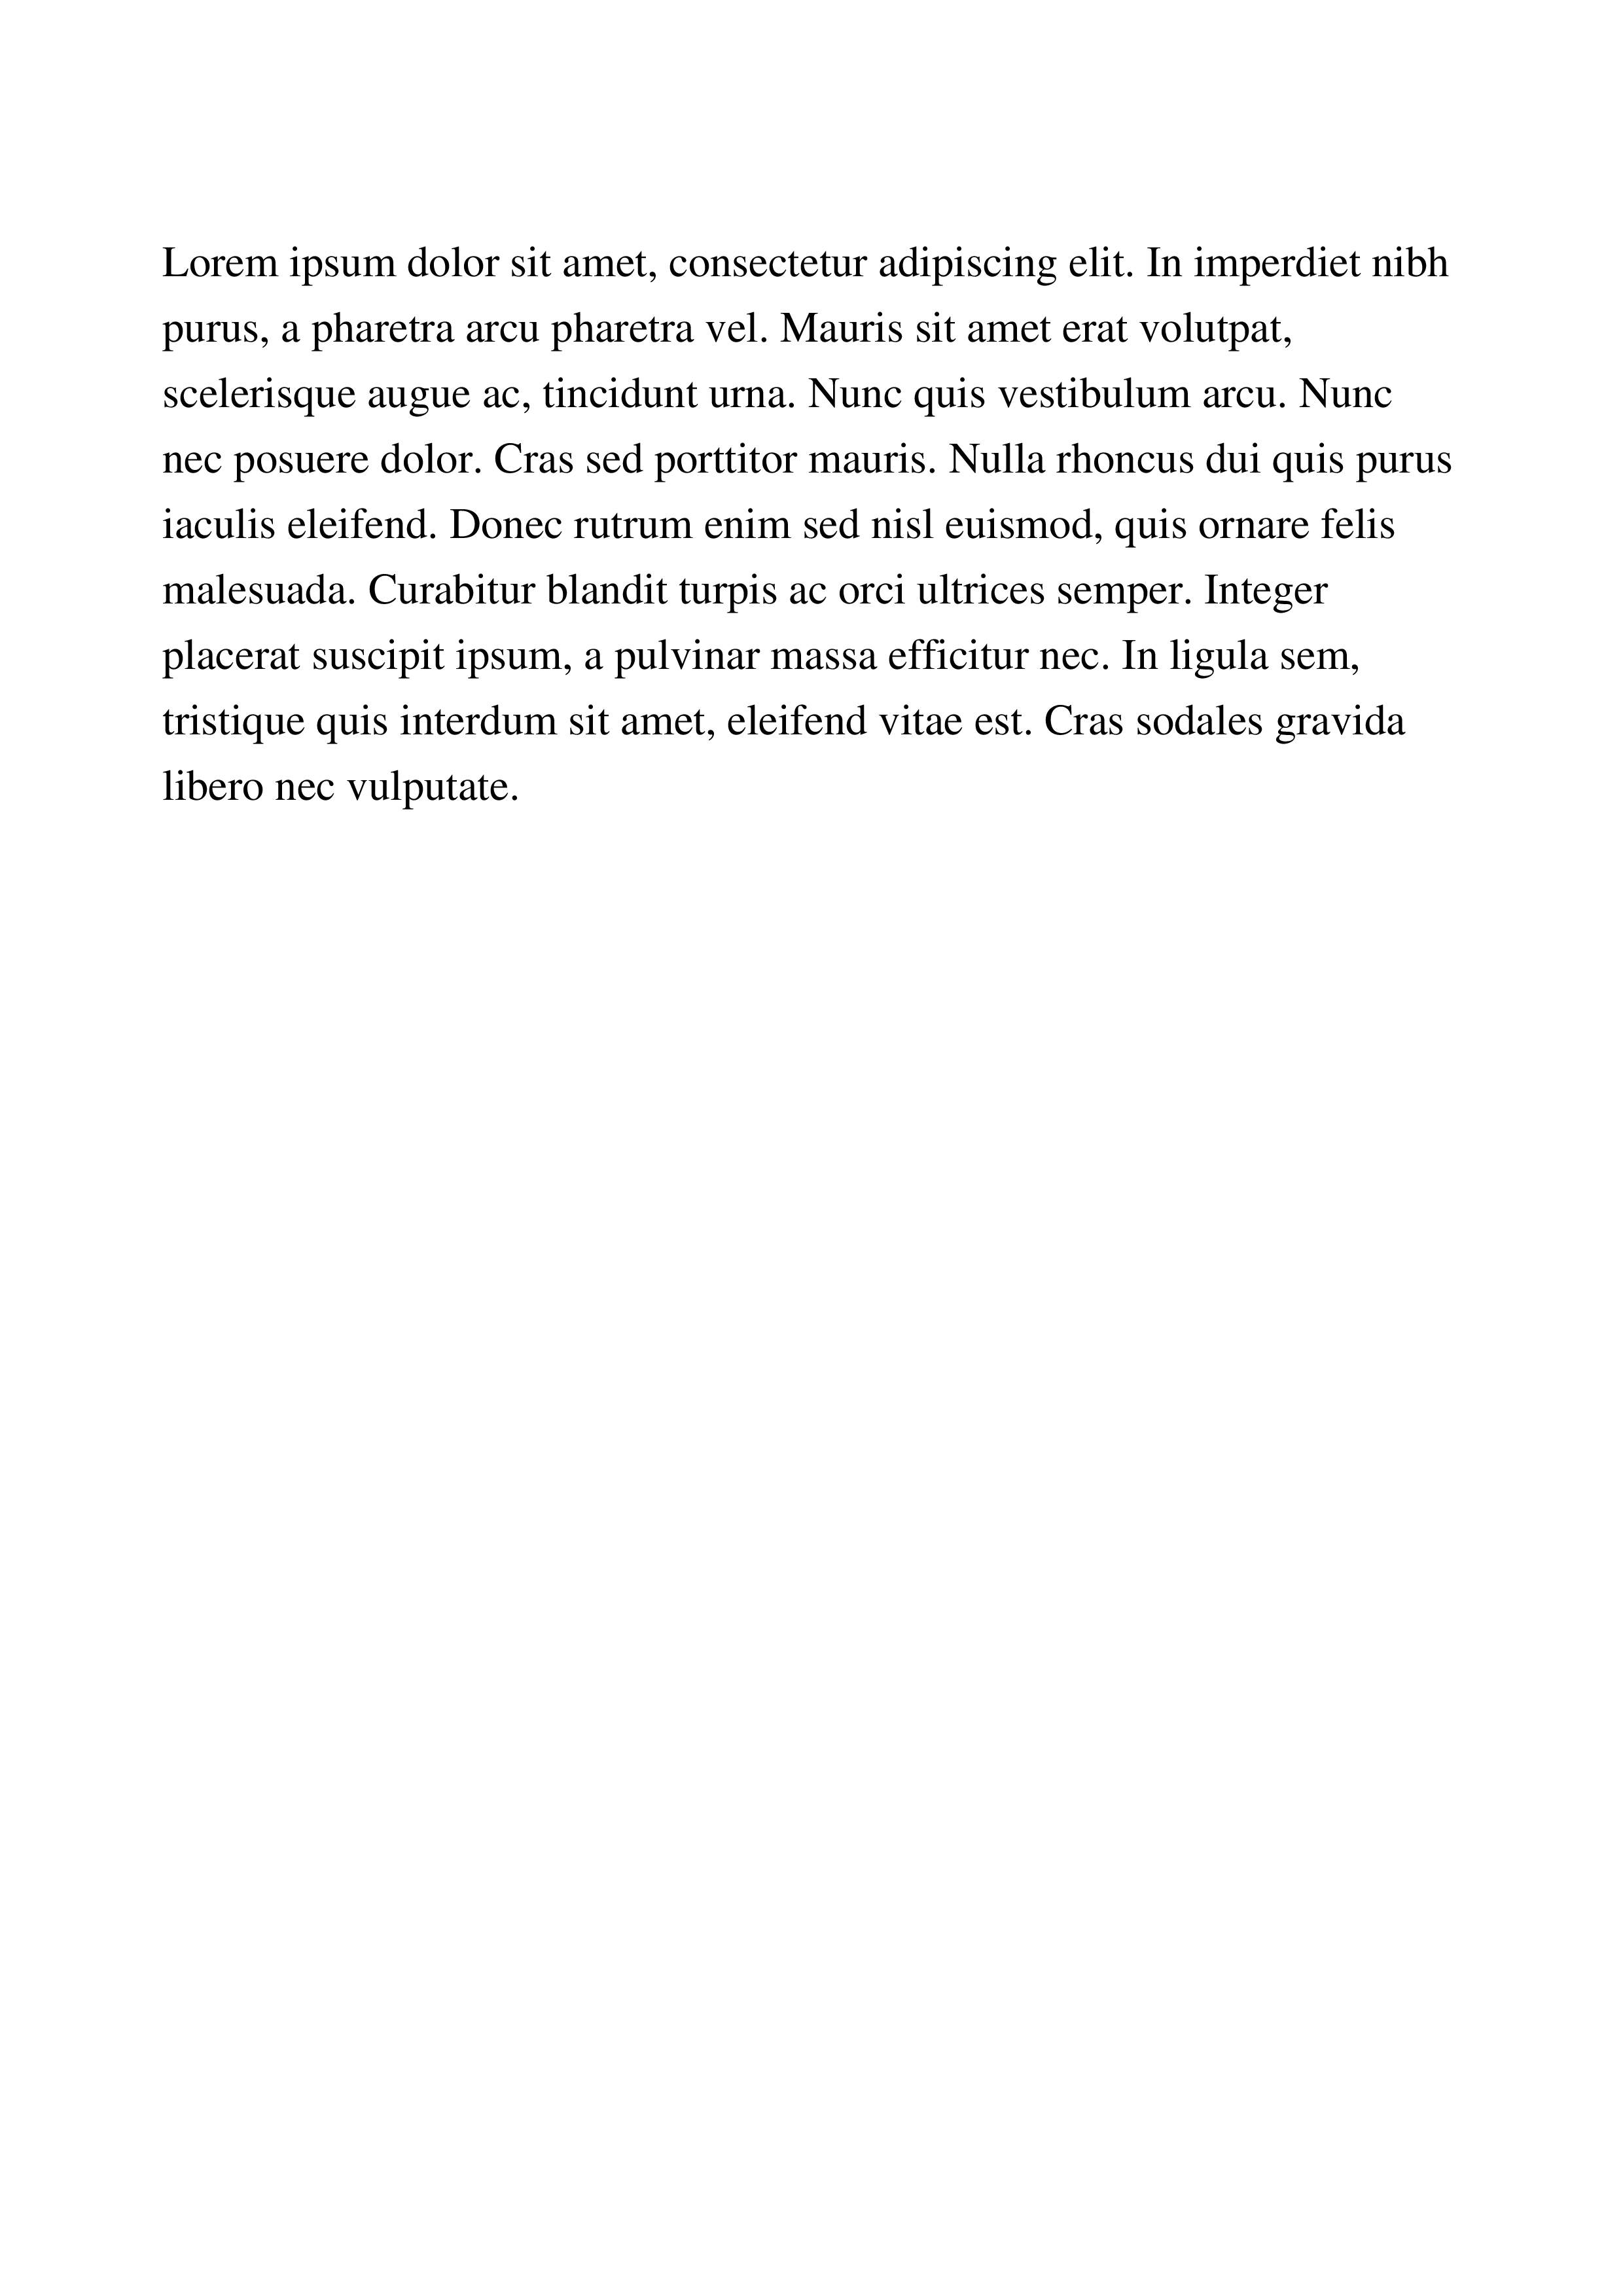 Lorem ipsum dolor sit amet, consectetur adipiscing elit. In imperdiet nibh
purus, a pharetra arcu pharetra vel. Mauris sit amet erat volutpat,
scelerisque augue ac, tincidunt urna. Nunc quis vestibulum arcu. Nunc
nec posuere dolor. Cras sed porttitor mauris. Nulla rhoncus dui quis purus
iaculis eleifend. Donec rutrum enim sed nisl euismod, quis ornare felis
malesuada. Curabitur blandit turpis ac orci ultrices semper. Integer
placerat suscipit ipsum, a pulvinar massa efficitur nec. In ligula sem,
tristique quis interdum sit amet, eleifend vitae est. Cras sodales gravida
libero nec vulputate.